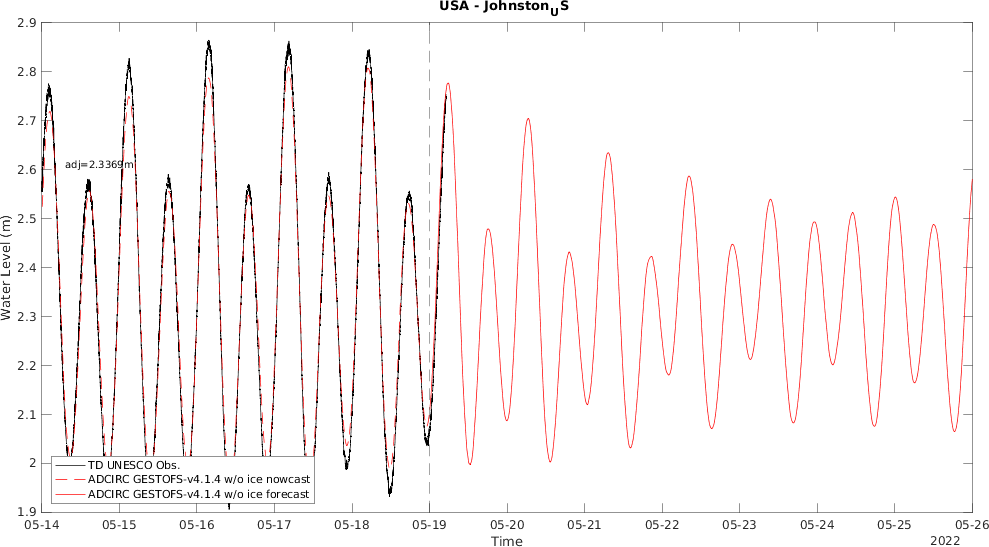 USA - Johnston_US
2.9
2.8
2.7
2.6
2.5
2.4
2.3
2.2
2.1
2
1.9
Water Level (m)
adj=2.3369m
TD UNESCO Obs.
ADCIRC GESTOFS-v4.1.4 w/o ice nowcast
ADCIRC GESTOFS-v4.1.4 w/o ice forecast
05-14 05-15 05-16 05-17 05-18 05-19 05-20 05-21 05-22 05-23 05-24 05-25 05-26
Time
2022